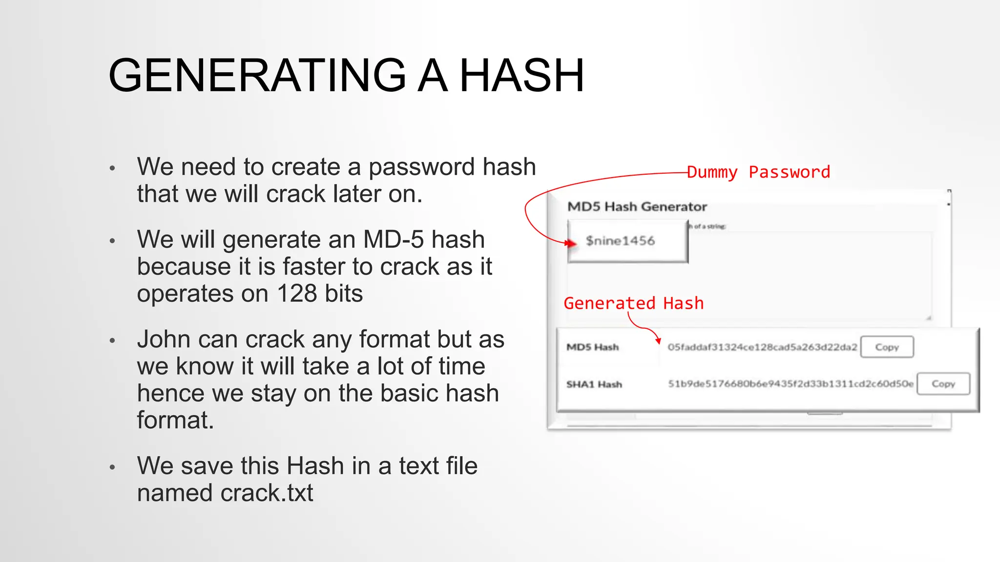 GENERATING A HASH
• We need to create a password hash
that we will crack later on.
• We will generate an MD-5 hash
because it is faster to crack as it
operates on 128 bits
• John can crack any format but as
we know it will take a lot of time
hence we stay on the basic hash
format.
• We save this Hash in a text file
named crack.txt
Dummy Password
MD5 Hash Generator
h of a string:
$nine1456
Generated Hash
MD5 Hash 05faddaf31324ce128cad5a263d22da2 Copy
SHA1 Hash 51b9de5176680b6e9435f2d33b1311cd2c60d50e Copy